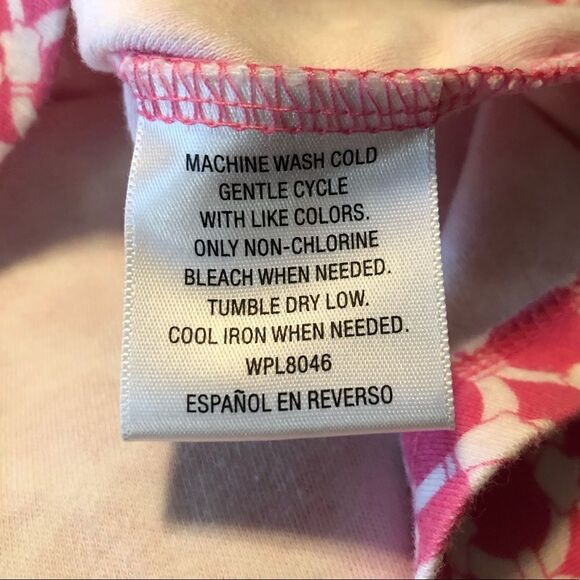 MACHINE WASH COLD
GENTLE CYCLE
WITH LIKE COLORS.
ONLY NON-CHLORINE
BLEACH WHEN NEEDED.
TUMBLE DRY LOW.
COOL IRON WHEN NEEDED.
WPL8046
ESPAÑOL EN REVERSO